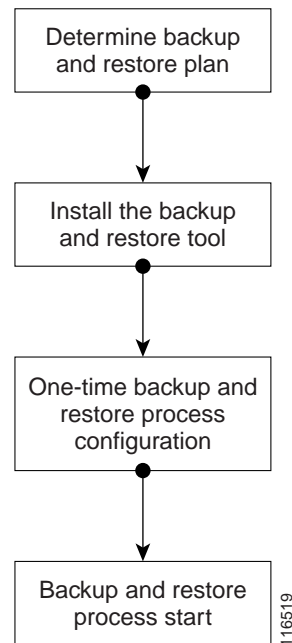 Determine backup
and restore plan
Install the backup
and restore tool
One-time backup and
restore process
configuration
Backup and restore
process start
116519